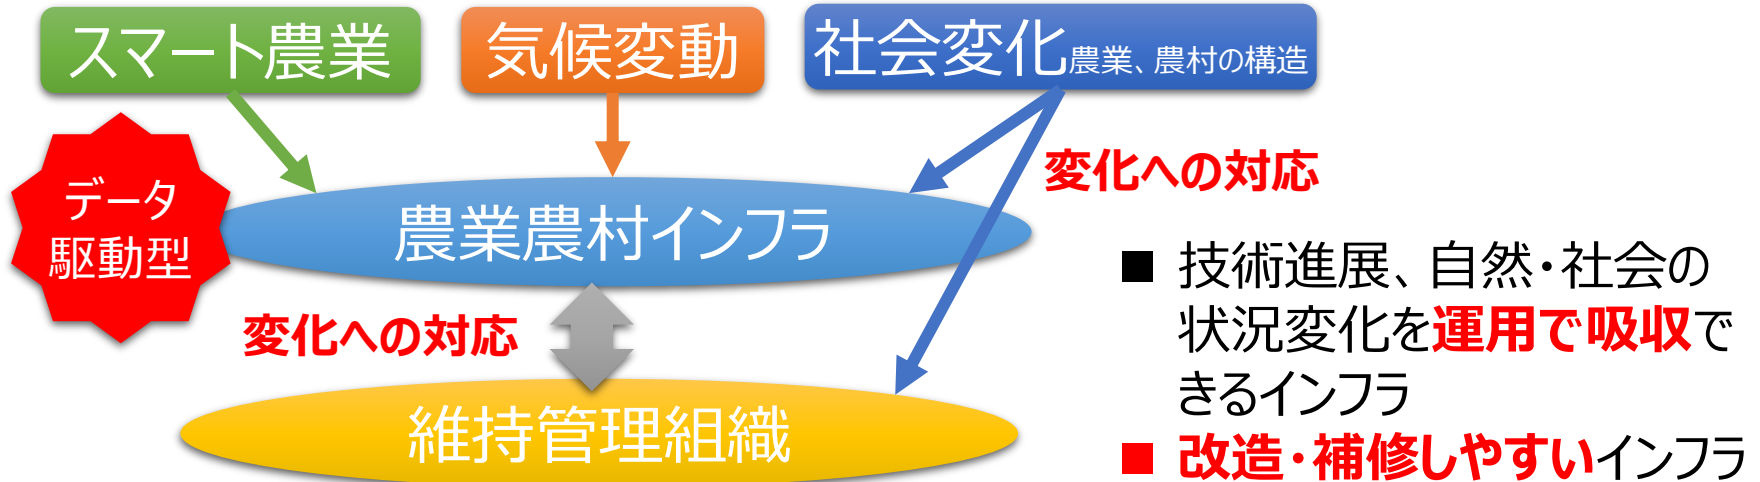 スマート農業
気候変動
社会変化農業、農村の構造
データ
駆動型
変化への対応
農業農村インフラ
変化への対応
維持管理組織
■ 技術進展、自然・社会の
状況変化を運用で吸収で
きるインフラ
■ 改造・補修しやすいインフラ